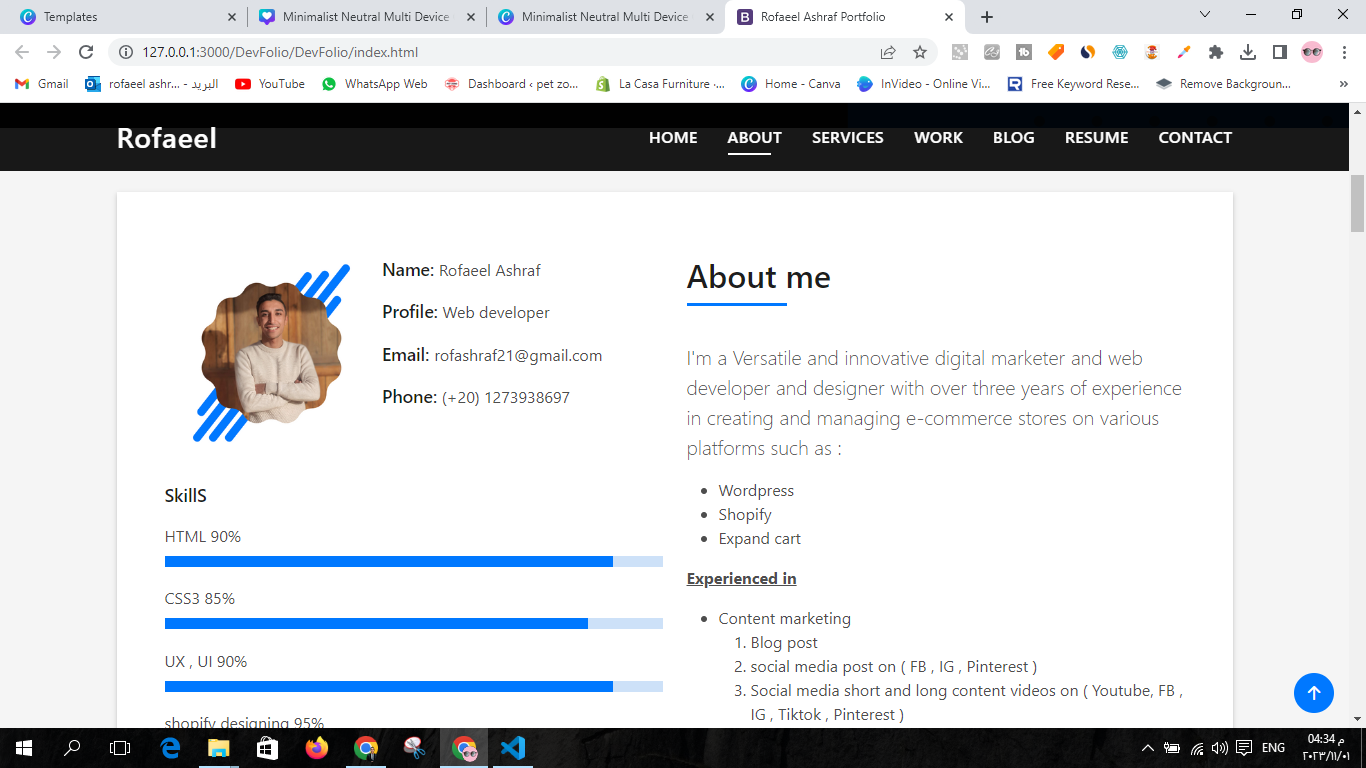 Templates
Minimalist Neutral Multi Device
Minimalist Neutral Multi Device
Rofaeel Ashraf Portfolio
127.0.0.1:3000/DevFolio/DevFolio/index.html
Gmail
rofaeel ashr... - البريد
YouTube
WhatsApp Web
Dashboard ‹ pet zo...
La Casa Furniture ·...
Home - Canva
InVideo - Online Vi...
Free Keyword Rese...
Remove Backgroun...
»
Rofaeel
HOME ABOUT SERVICES WORK BLOG RESUME CONTACT
Name: Rofaeel Ashraf
Profile: Web developer
Email: rofashraf21@gmail.com
Phone: (+20) 1273938697
SkillS
HTML 90%
CSS3 85%
UX , UI 90%
shopify designing 95%
About me
I'm a Versatile and innovative digital marketer and web
developer and designer with over three years of experience
in creating and managing e-commerce stores on various
platforms such as :
• Wordpress
• Shopify
• Expand cart
Experienced in
• Content marketing
1. Blog post
2. social media post on ( FB , IG , Pinterest )
3. Social media short and long content videos on ( Youtube, FB ,
IG , Tiktok , Pinterest )
ENG
04:34 م
٢٠٢٣/١١/٠١